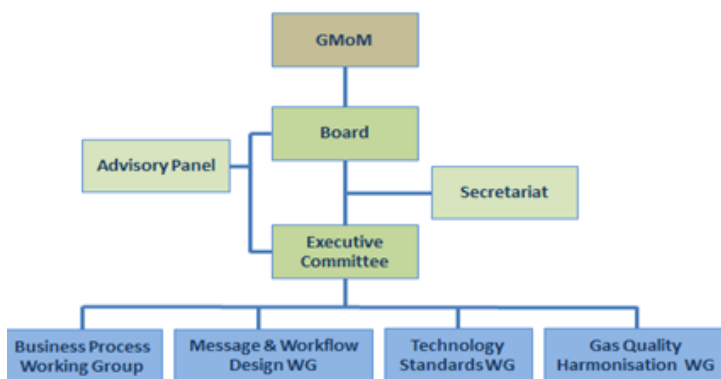 GMoM
Board
Advisory Panel
Secretariat
Executive
Committee
Business Process
Working Group
Message & Workflow
Design WG
Technology
Standards WG
Gas Quality
Harmonisation WG